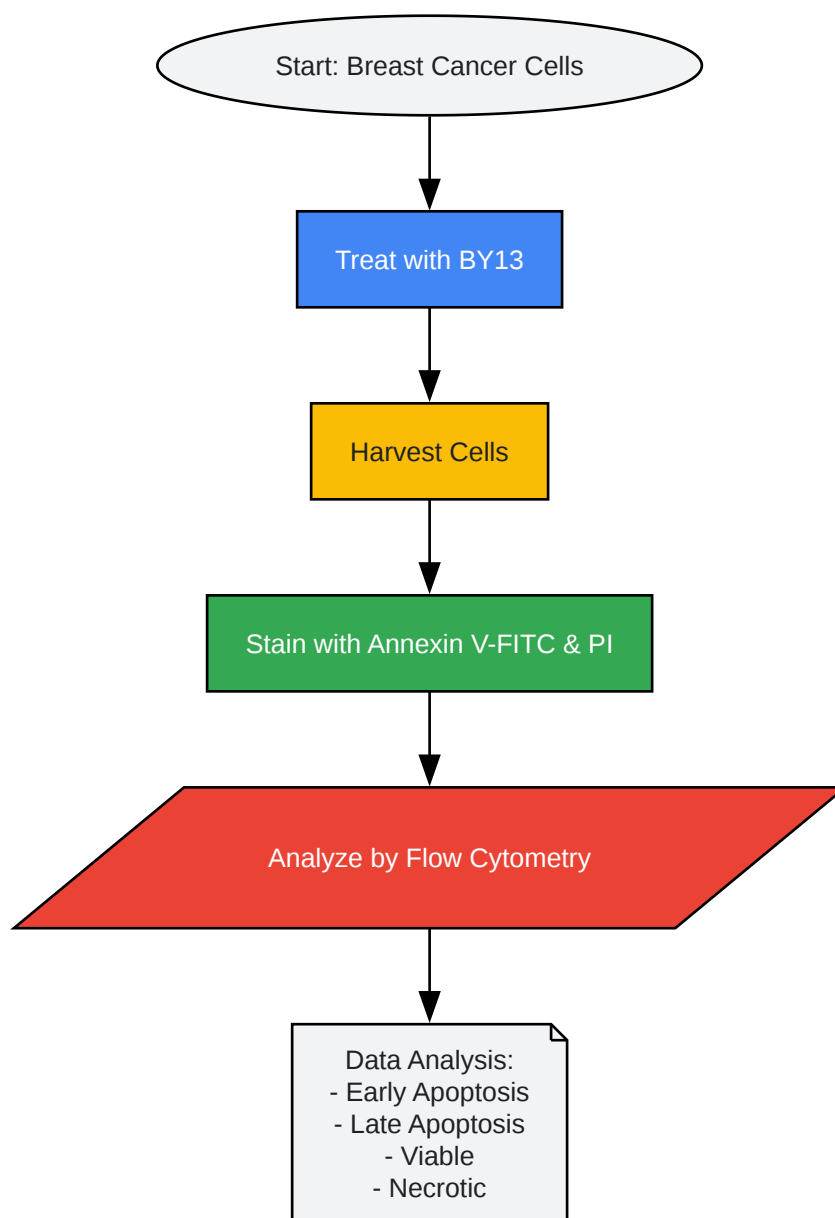 Start: Breast Cancer Cells
Treat with BY13
Harvest Cells
Stain with Annexin V-FITC & PI
Analyze by Flow Cytometry
Data Analysis:
- Early Apoptosis
- Late Apoptosis
- Viable
- Necrotic